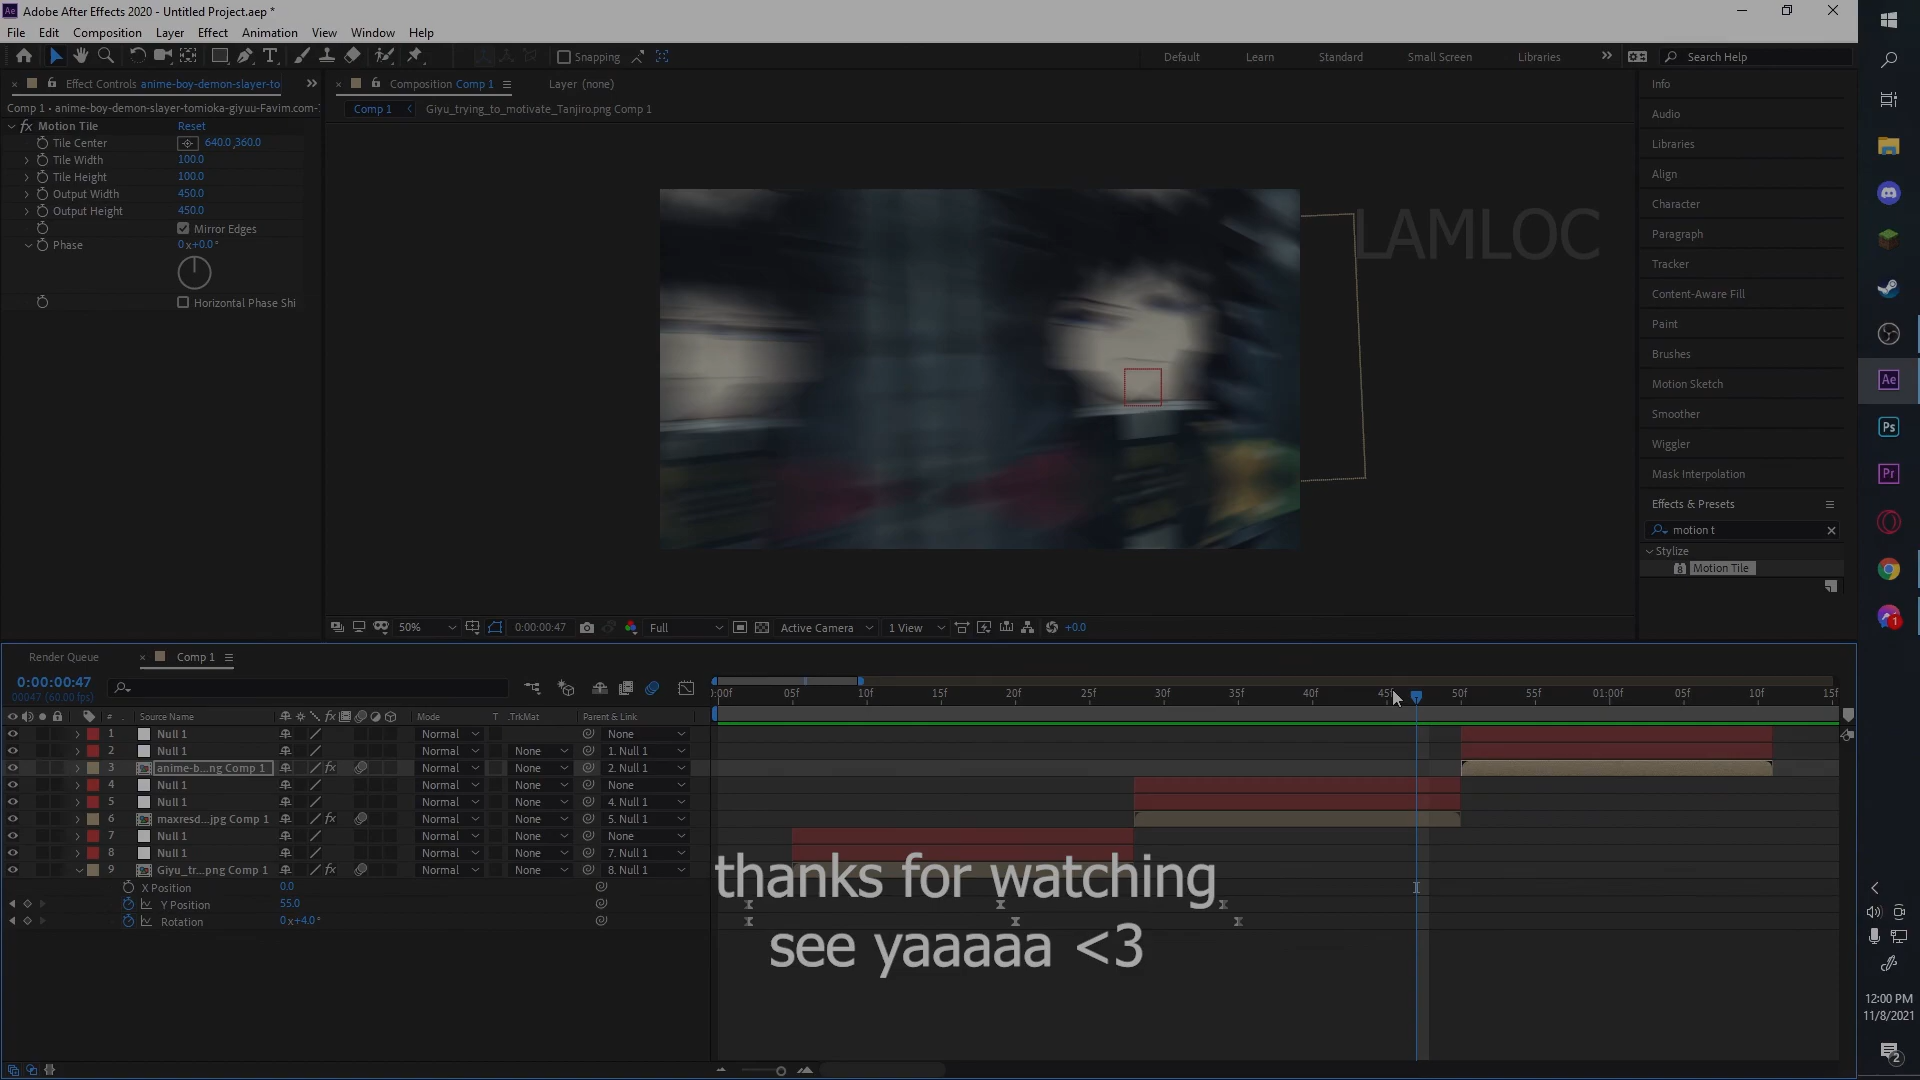 Adobe After Effects 2020 - Untitled Project.aep *
File Edit Composition Layer Effect Animation View Window Help
Snapping
Default Learn Standard Small Screen Libraries
Search Help
Effect Controls anime-boy-demon-slayer-to
Composition Comp 1
Layer (none)
Comp 1 • anime-boy-demon-slayer-tomioka-giyuu-Favim.com-
Comp 1
Giyu_trying_to_motivate_Tanjiro.png Comp 1
fx Motion Tile Reset
Tile Center 640.0,360.0
Tile Width 100.0
Tile Height 100.0
Output Width 450.0
Output Height 450.0
Mirror Edges
Phase 0x+0.0°
Horizontal Phase Shi
LAMLOC
Info
Audio
Libraries
Align
Character
Paragraph
Tracker
Content-Aware Fill
Paint
Brushes
Motion Sketch
Smoother
Wiggler
Mask Interpolation
Effects & Presets
motion t
Stylize
Motion Tile
50% 0:00:00:47 Full Active Camera 1 View +0.0
Render Queue
Comp 1
0:00:00:47
00047 (60.00 fps)
:00f 05f 10f 15f 20f 25f 30f 35f 40f 45f 50f 55f 01:00f 05f 10f 15f
# Source Name Mode T .TrkMat Parent & Link
1 Null 1 Normal None
2 Null 1 Normal None 1. Null 1
3 anime-b...ng Comp 1 fx Normal None 2. Null 1
4 Null 1 Normal None None
5 Null 1 Normal None 4. Null 1
6 maxresd...jpg Comp 1 fx Normal None 5. Null 1
7 Null 1 Normal None None
8 Null 1 Normal None 7. Null 1
9 Giyu_tr...png Comp 1 fx Normal None 8. Null 1
X Position 0.0
Y Position 55.0
Rotation 0x+4.0°
thanks for watching
see yaaaaa <3
Ae
Ps
Pr
1
12:00 PM
11/8/2021
2